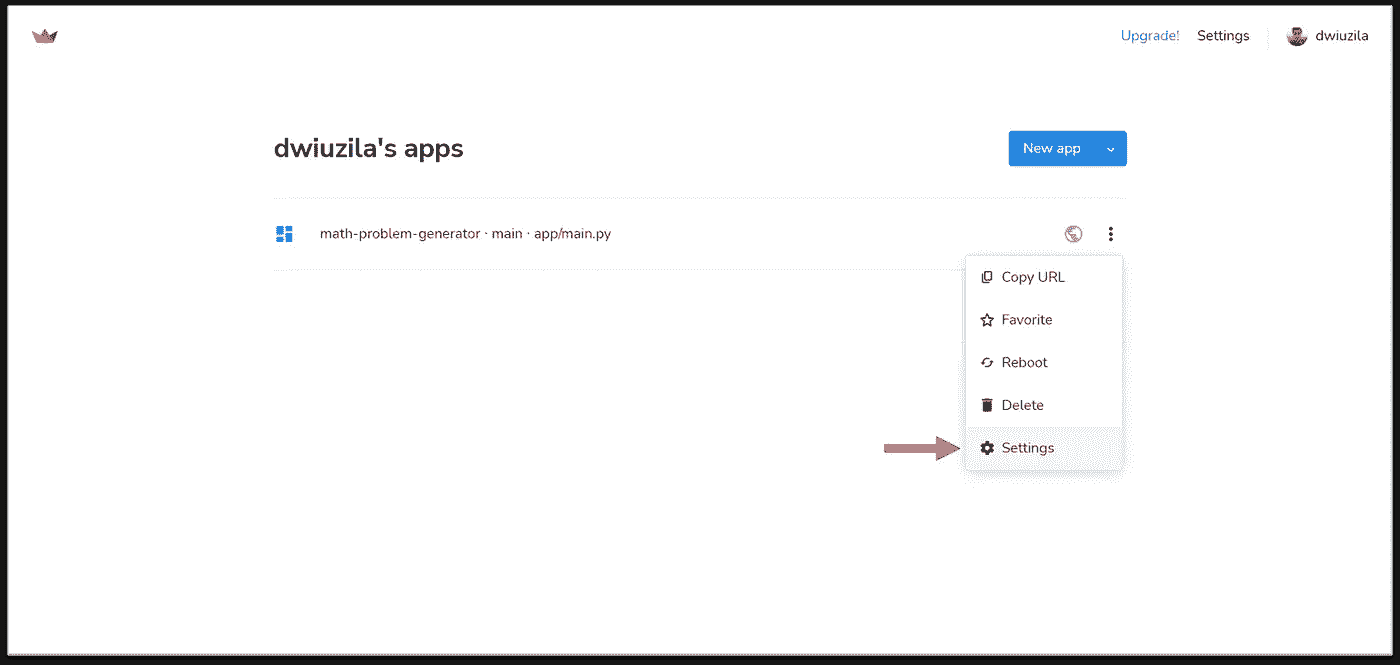 Upgrade! Settings dwiuzila
dwiuzila's apps
New app
math-problem-generator · main · app/main.py
Copy URL
Favorite
Reboot
Delete
Settings